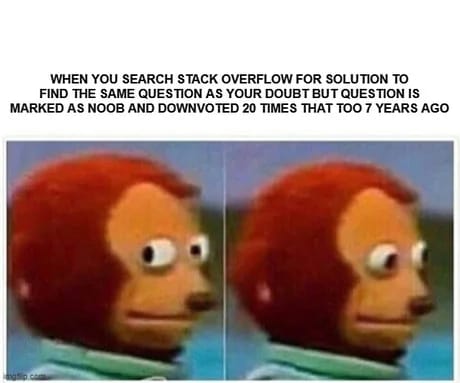 WHEN YOU SEARCH STACK OVERFLOW FOR SOLUTION TO
FIND THE SAME QUESTION AS YOUR DOUBT BUT QUESTION IS
MARKED AS NOOB AND DOWNVOTED 20 TIMES THAT TOO 7 YEARS AGO
imgflip.com